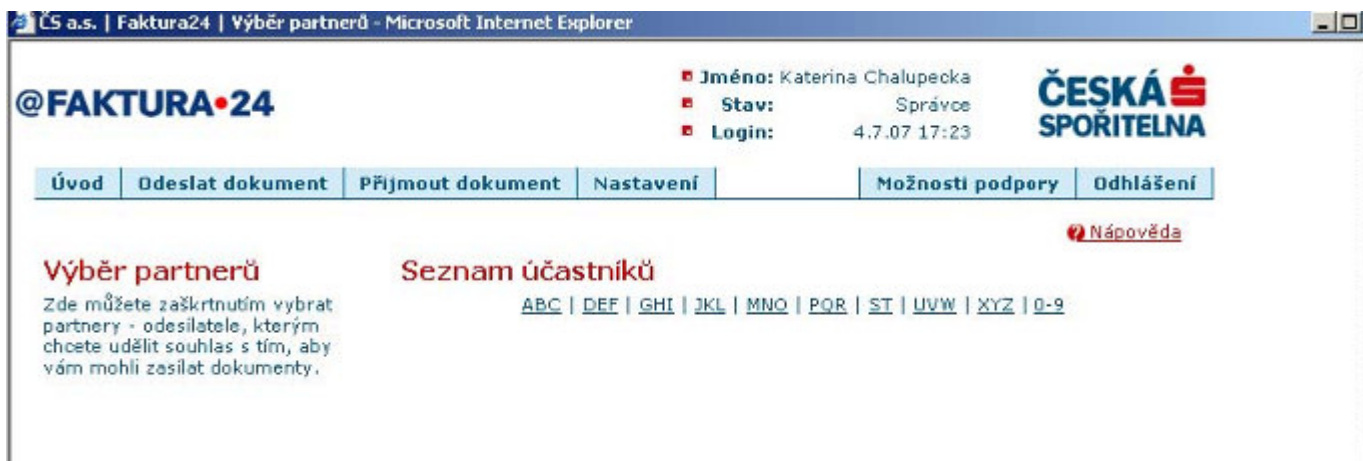 ČS a.s. | Faktura24 | Výběr partnerů - Microsoft Internet Explorer
@FAKTURA•24
Jméno: Katerina Chalupecka
Stav: Správce
Login: 4.7.07 17:23
ČESKÁ
SPOŘITELNA
Úvod | Odeslat dokument | Přijmout dokument | Nastavení | Možnosti podpory | Odhlášení
Nápověda
Výběr partnerů
Zde můžete zaškrtnutím vybrat
partnery - odesilatele, kterým
chcete udělit souhlas s tím, aby
vám mohli zasílat dokumenty.
Seznam účastníků
ABC | DEF | GHI | JKL | MNO | PQR | ST | UVW | XYZ | 0-9